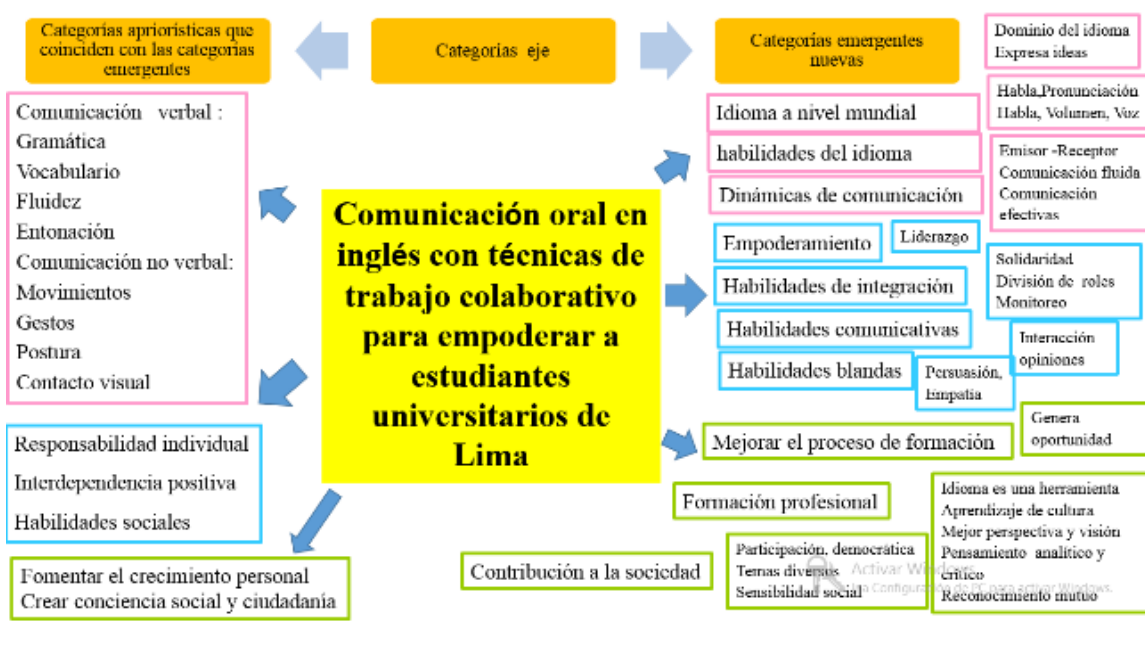 Categorías apriorísticas que
coinciden con las categorías
emergentes
Categorías eje
Categorías emergentes
nuevas
Dominio del idioma
Expresa ideas
Comunicación verbal :
Gramática
Vocabulario
Fluidez
Entonación
Comunicación no verbal:
Movimientos
Gestos
Postura
Contacto visual
Responsabilidad individual
Interdependencia positiva
Habilidades sociales
Fomentar el crecimiento personal
Crear conciencia social y ciudadanía
Comunicación oral en
inglés con técnicas de
trabajo colaborativo
para empoderar a
estudiantes
universitarios de
Lima
Idioma a nivel mundial
habilidades del idioma
Dinámicas de comunicación
Habla,Pronunciación
Habla, Volumen, Voz
Emisor -Receptor
Comunicación fluida
Comunicación
efectivas
Empoderamiento
Liderazgo
Habilidades de integración
Solidaridad
División de roles
Monitoreo
Habilidades comunicativas
Interacción
opiniones
Habilidades blandas
Persuasión,
Empatía
Mejorar el proceso de formación
Genera
oportunidad
Formación profesional
Idioma es una herramienta
Aprendizaje de cultura
Mejor perspectiva y visión
Pensamiento analítico y
crítico
Reconocimiento mutuo
Contribución a la sociedad
Participación, democrática
Temas diversos
Sensibilidad social
Activar Windows
Configuración de PC para activar Windows.